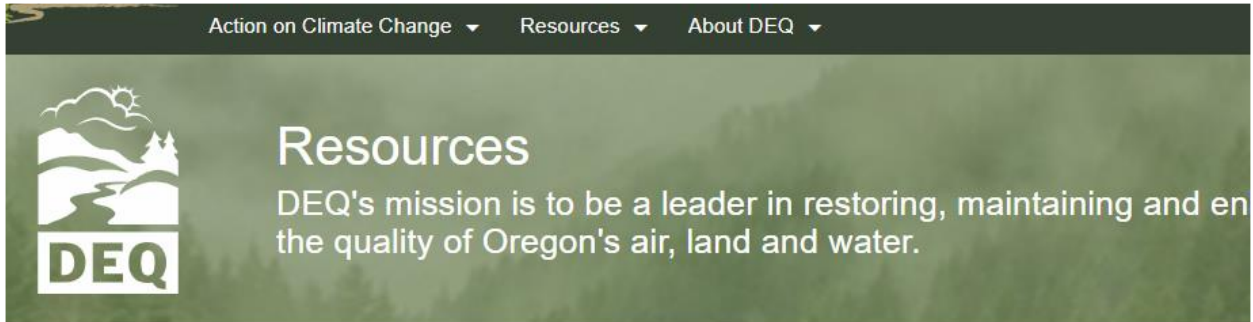 Action on Climate Change Resources About DEQ
Resources
DEQ's mission is to be a leader in restoring, maintaining and en
the quality of Oregon's air, land and water.
DEQ